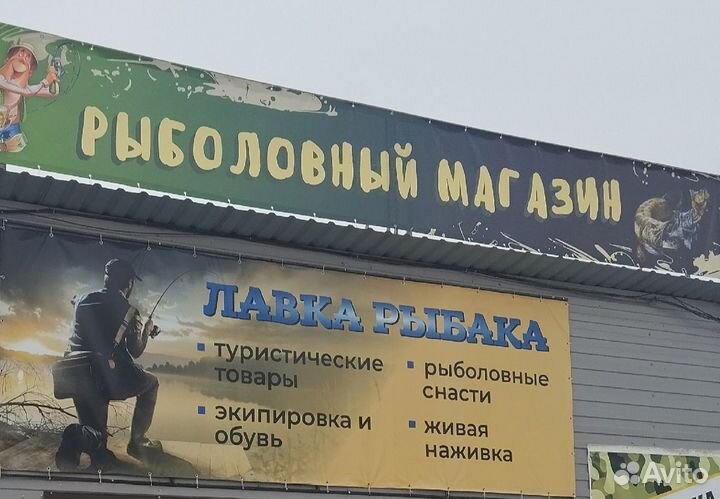 РЫБОЛОВНЫЙ МАГАЗИН
ЛАВКА РЫБАКА
туристические
товары
экипировка и
обувь
рыболовные
снасти
живая
наживка
Avito